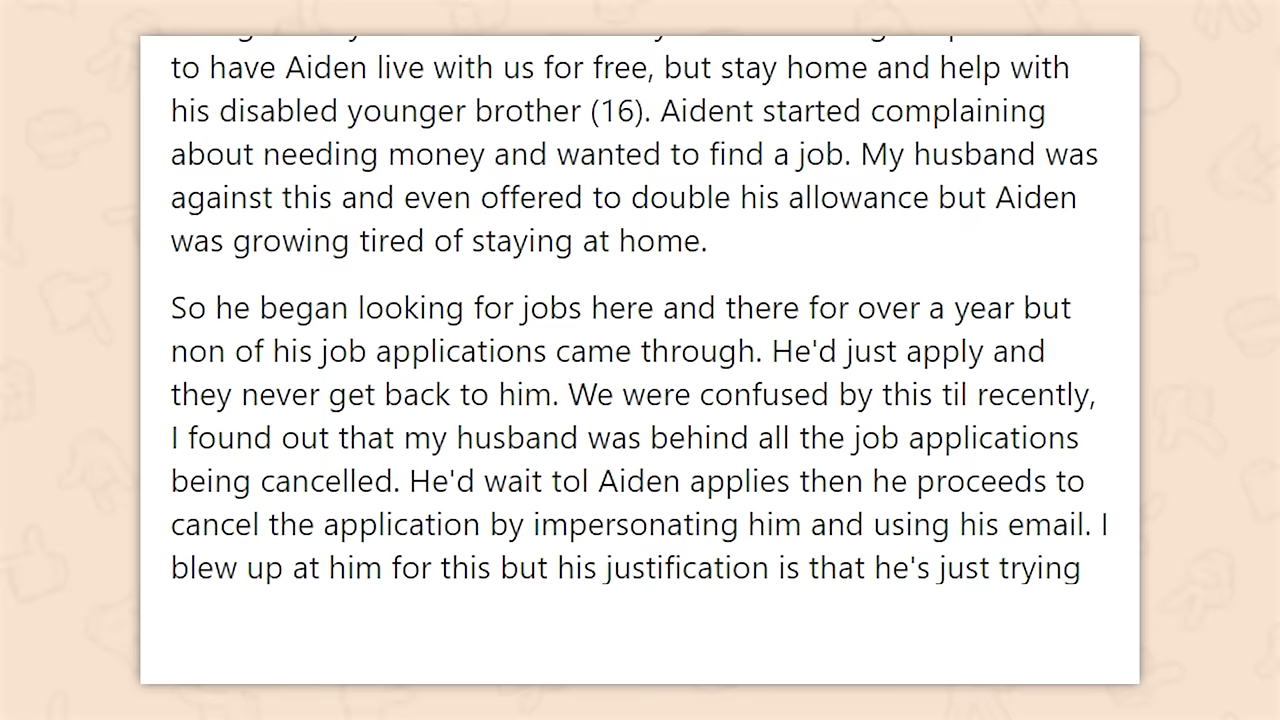 to have Aiden live with us for free, but stay home and help with
his disabled younger brother (16). Aident started complaining
about needing money and wanted to find a job. My husband was
against this and even offered to double his allowance but Aiden
was growing tired of staying at home.
So he began looking for jobs here and there for over a year but
non of his job applications came through. He'd just apply and
they never get back to him. We were confused by this til recently,
I found out that my husband was behind all the job applications
being cancelled. He'd wait tol Aiden applies then he proceeds to
cancel the application by impersonating him and using his email. I
blew up at him for this but his justification is that he's just trying